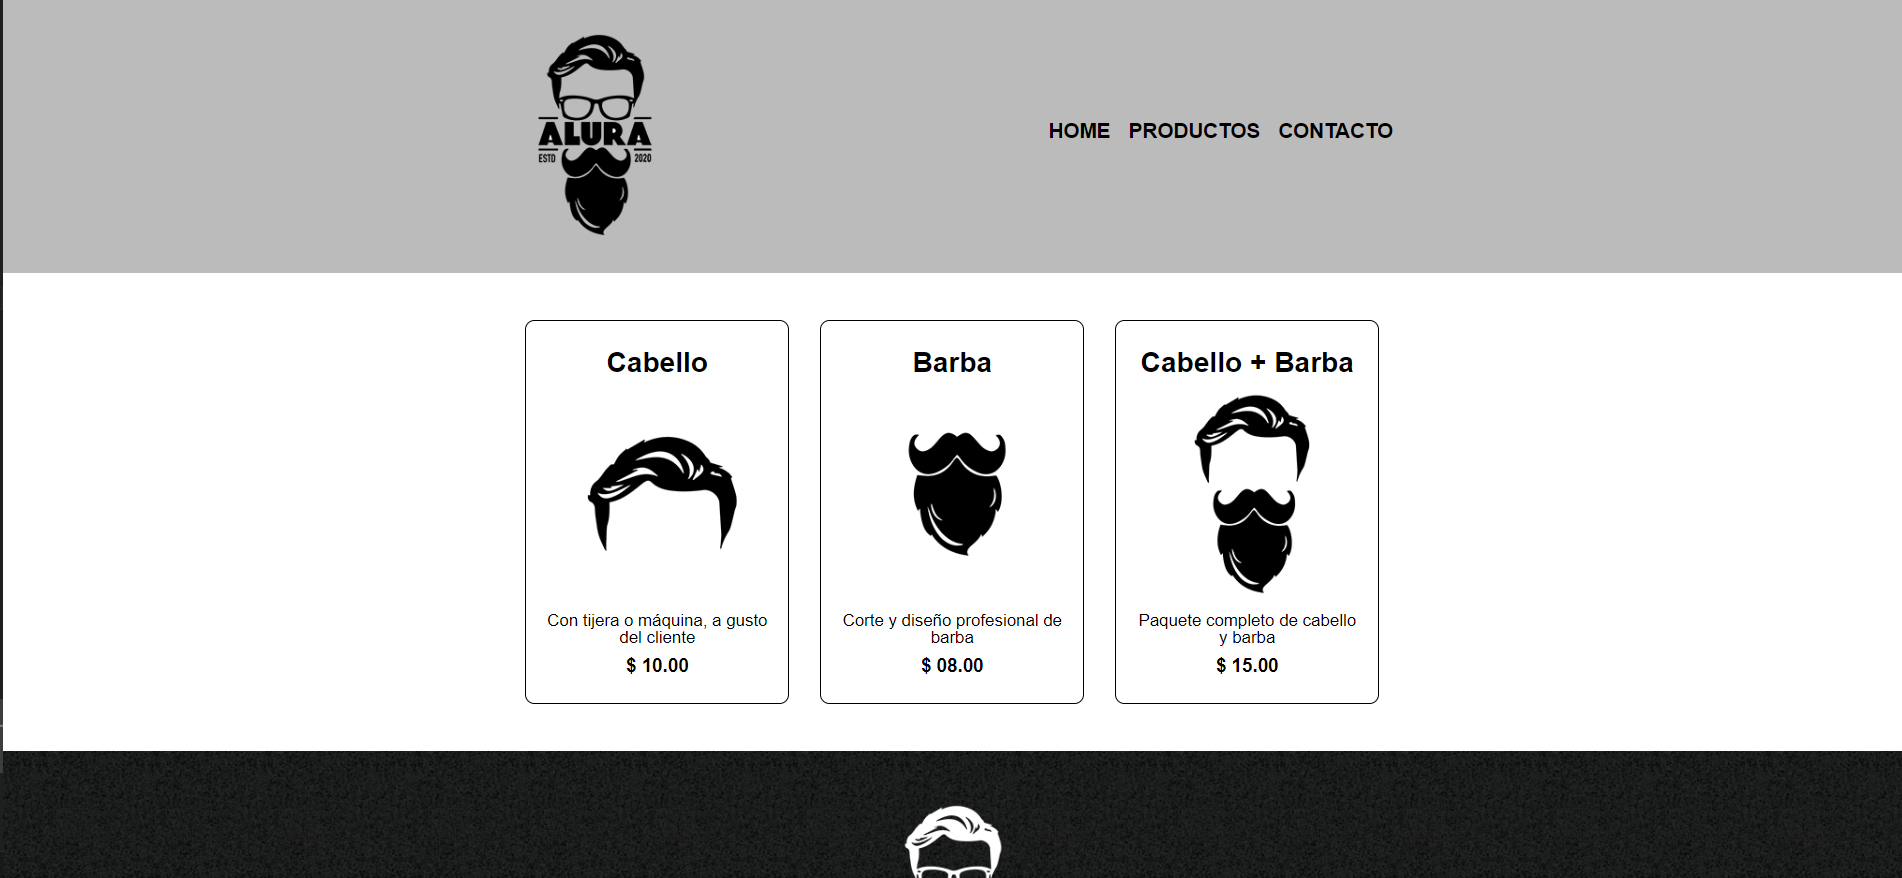 ALURA
ESTD 2020
HOME PRODUCTOS CONTACTO
Cabello
Con tijera o máquina, a gusto
del cliente
$ 10.00
Barba
Corte y diseño profesional de
barba
$ 08.00
Cabello + Barba
Paquete completo de cabello
y barba
$ 15.00